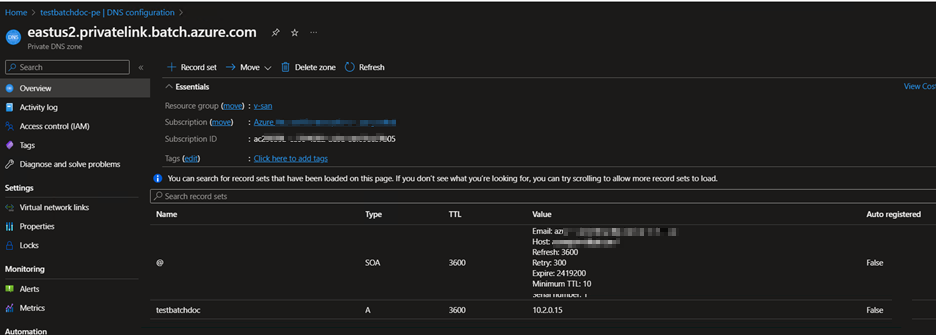 Home > testbatchdoc-pe | DNS configuration >
eastus2.privatelink.batch.azure.com
DNS
Private DNS zone
Search
Overview
Activity log
Access control (IAM)
Tags
Diagnose and solve problems
Settings
Virtual network links
Properties
Locks
Monitoring
Alerts
Metrics
Automation
+ Record set Move Delete zone Refresh
Essentials View Cos
Resource group (move) : v-san
Subscription (move) : Azure
Subscription ID : ac2 05
Tags (edit) : Click here to add tags
You can search for record sets that have been loaded on this page. If you don't see what you're looking for, you can try scrolling to allow more record sets to load.
Search record sets
Name Type TTL Value Auto registered
@ SOA 3600 False
Email: az
Host:
Refresh: 3600
Retry: 300
Expire: 2419200
Minimum TTL: 10
Serial number: 1
testbatchdoc A 3600 10.2.0.15 False